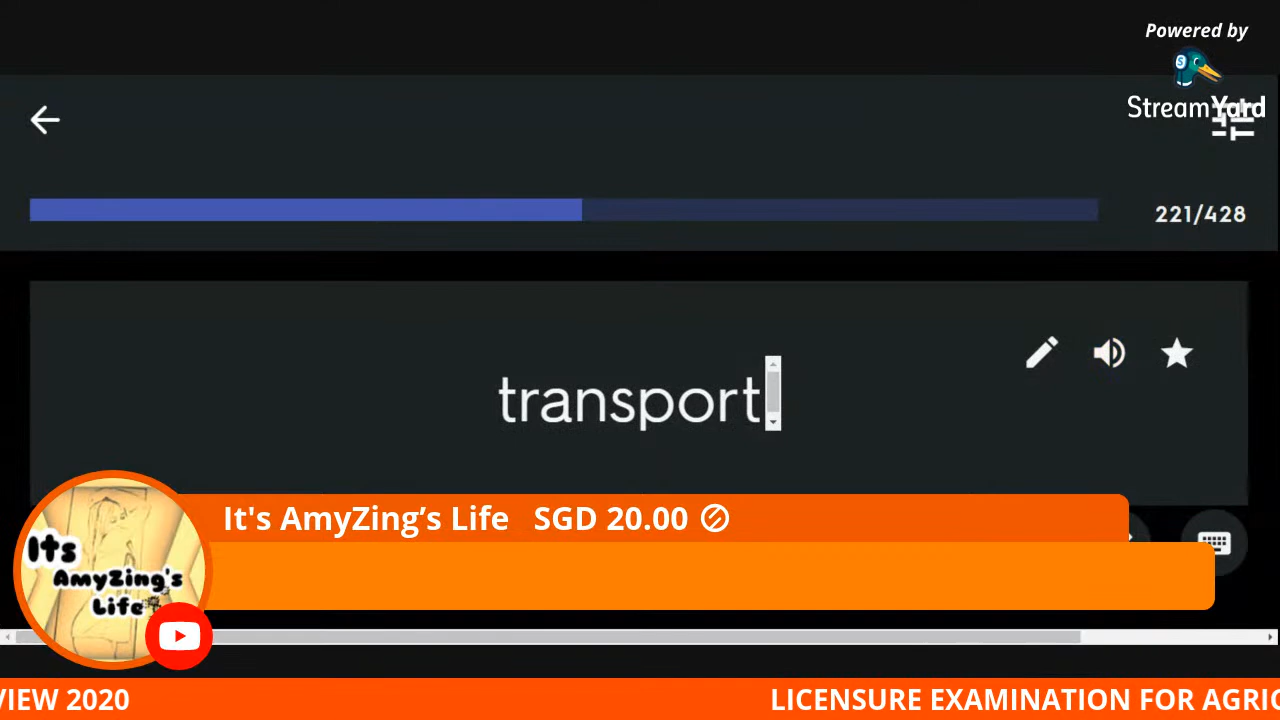 Powered by
StreamYard
221/428
transport
It's AmyZing's Life SGD 20.00
Its
AmyZing's
Life
VIEW 2020 LICENSURE EXAMINATION FOR AGRIC